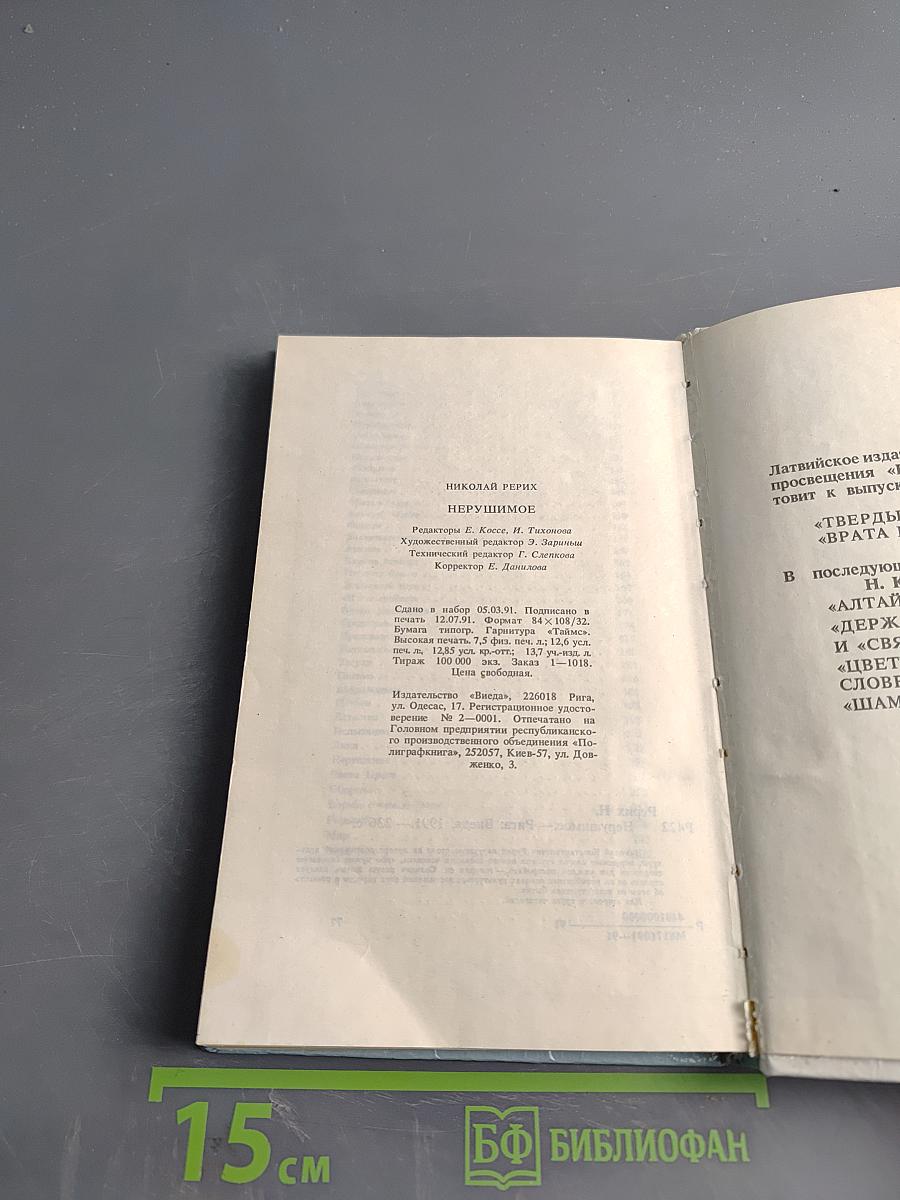 НИКОЛАЙ РЕРИХ
НЕРУШИМОЕ
Редакторы Е. Коссе, И. Тихонова
Художественный редактор Э. Зариньш
Технический редактор Г. Слепкова
Корректор Е. Данилова
Сдано в набор 05.03.91. Подписано в
печать 12.07.91. Формат 84×108/32.
Бумага типогр. Гарнитура «Таймс».
Высокая печать. 7,5 физ. печ. л.; 12,6 усл.
печ. л.; 12,85 усл. кр.-отт.; 13,7 уч.-изд. л.
Тираж 100 000 экз. Заказ 1—1018.
Цена свободная.
Издательство «Виеда», 226018 Рига,
ул. Одесас, 17. Регистрационное удосто-
верение № 2—0001. Отпечатано на
Головном предприятии республиканско-
го производственного объединения «По-
лиграфкнига», 252057, Киев-57, ул. Дов-
женко, 3.
Латвийское изда
просвещения «
товит к выпуск
«ТВЕРДЫ
«ВРАТА
В последующ
Н. К
«АЛТАЙ
«ДЕРЖ
И «СВЯ
«ЦВЕТ
СЛОВЕ
«ШАМ
15 см
БФ БИБЛИОФАН